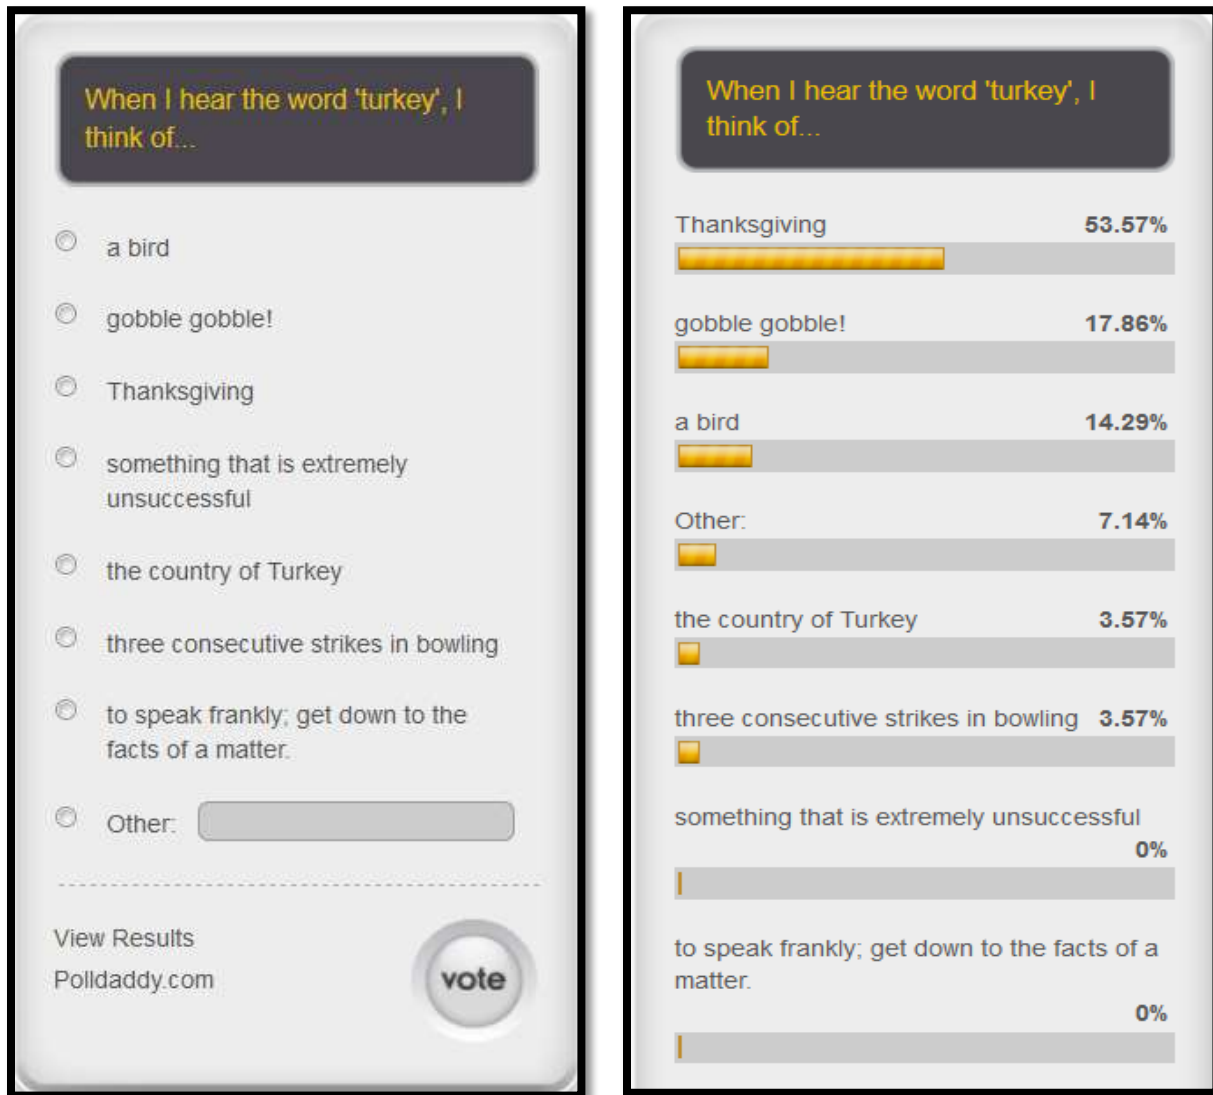 When I hear the word 'turkey', I
think of...
a bird
gobble gobble!
Thanksgiving
something that is extremely
unsuccessful
the country of Turkey
three consecutive strikes in bowling
to speak frankly; get down to the
facts of a matter.
Other:
View Results
Polldaddy.com
vote
When I hear the word 'turkey', I
think of...
Thanksgiving 53.57%
gobble gobble! 17.86%
a bird 14.29%
Other: 7.14%
the country of Turkey 3.57%
three consecutive strikes in bowling 3.57%
something that is extremely unsuccessful
0%
to speak frankly; get down to the facts of a
matter.
0%